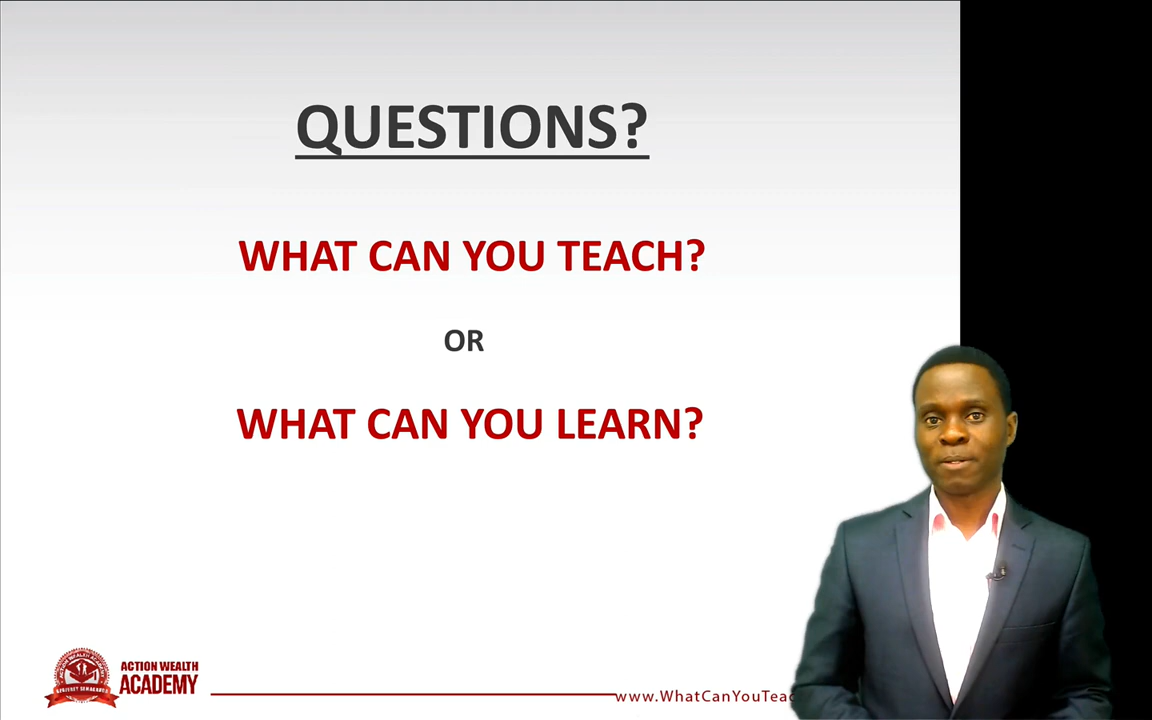 QUESTIONS?
WHAT CAN YOU TEACH?
OR
WHAT CAN YOU LEARN?
ACTION WEALTH
ACADEMY
www.WhatCanYouTeac